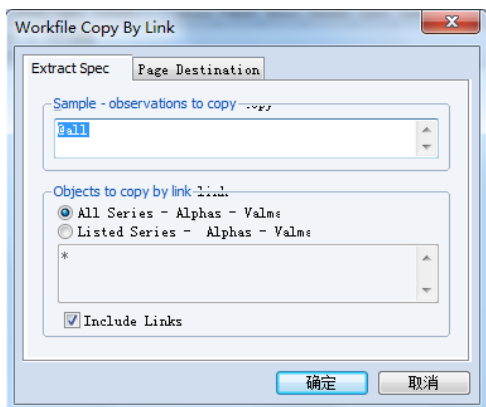 Workfile Copy By Link
Extract Spec
Page Destination
Sample - observations to copy
@all
Objects to copy by link
All Series - Alphas - Valms
Listed Series - Alphas - Valms
*
Include Links
确定
取消